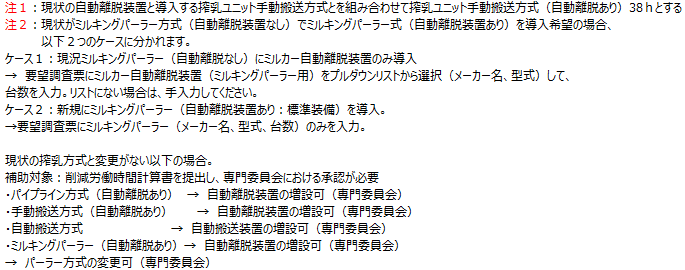 注１：現状の自動離脱装置と導入する搾乳ユニット手動搬送方式とを組み合わせて搾乳ユニット手動搬送方式（自動離脱あり）38ｈとする
注２：現状がミルキングパーラー方式（自動離脱装置なし）でミルキングパーラー式（自動離脱装置あり）を導入希望の場合、
以下２つのケースに分かれます。
ケース１：現況ミルキングパーラー（自動離脱なし）にミルカー自動離脱装置のみ導入
→ 要望調査票にミルカー自動離脱装置（ミルキングパーラー用）をプルダウンリストから選択（メーカー名、型式）して、
台数を入力。リストにない場合は、手入力してください。
ケース２：新規にミルキングパーラー（自動離脱装置あり：標準装備）を導入。
→要望調査票にミルキングパーラー（メーカー名、型式、台数）のみを入力。
現状の搾乳方式と変更がない以下の場合。
補助対象：削減労働時間計算書を提出し、専門委員会における承認が必要
・パイプライン方式（自動離脱あり） → 自動離脱装置の増設可（専門委員会）
・手動搬送方式（自動離脱あり） → 自動離脱装置の増設可（専門委員会）
・自動搬送方式 → 自動搬送装置の増設可（専門委員会）
・ミルキングパーラー（自動離脱あり）→ 自動離脱装置の増設可（専門委員会）
→ パーラー方式の変更可（専門委員会）